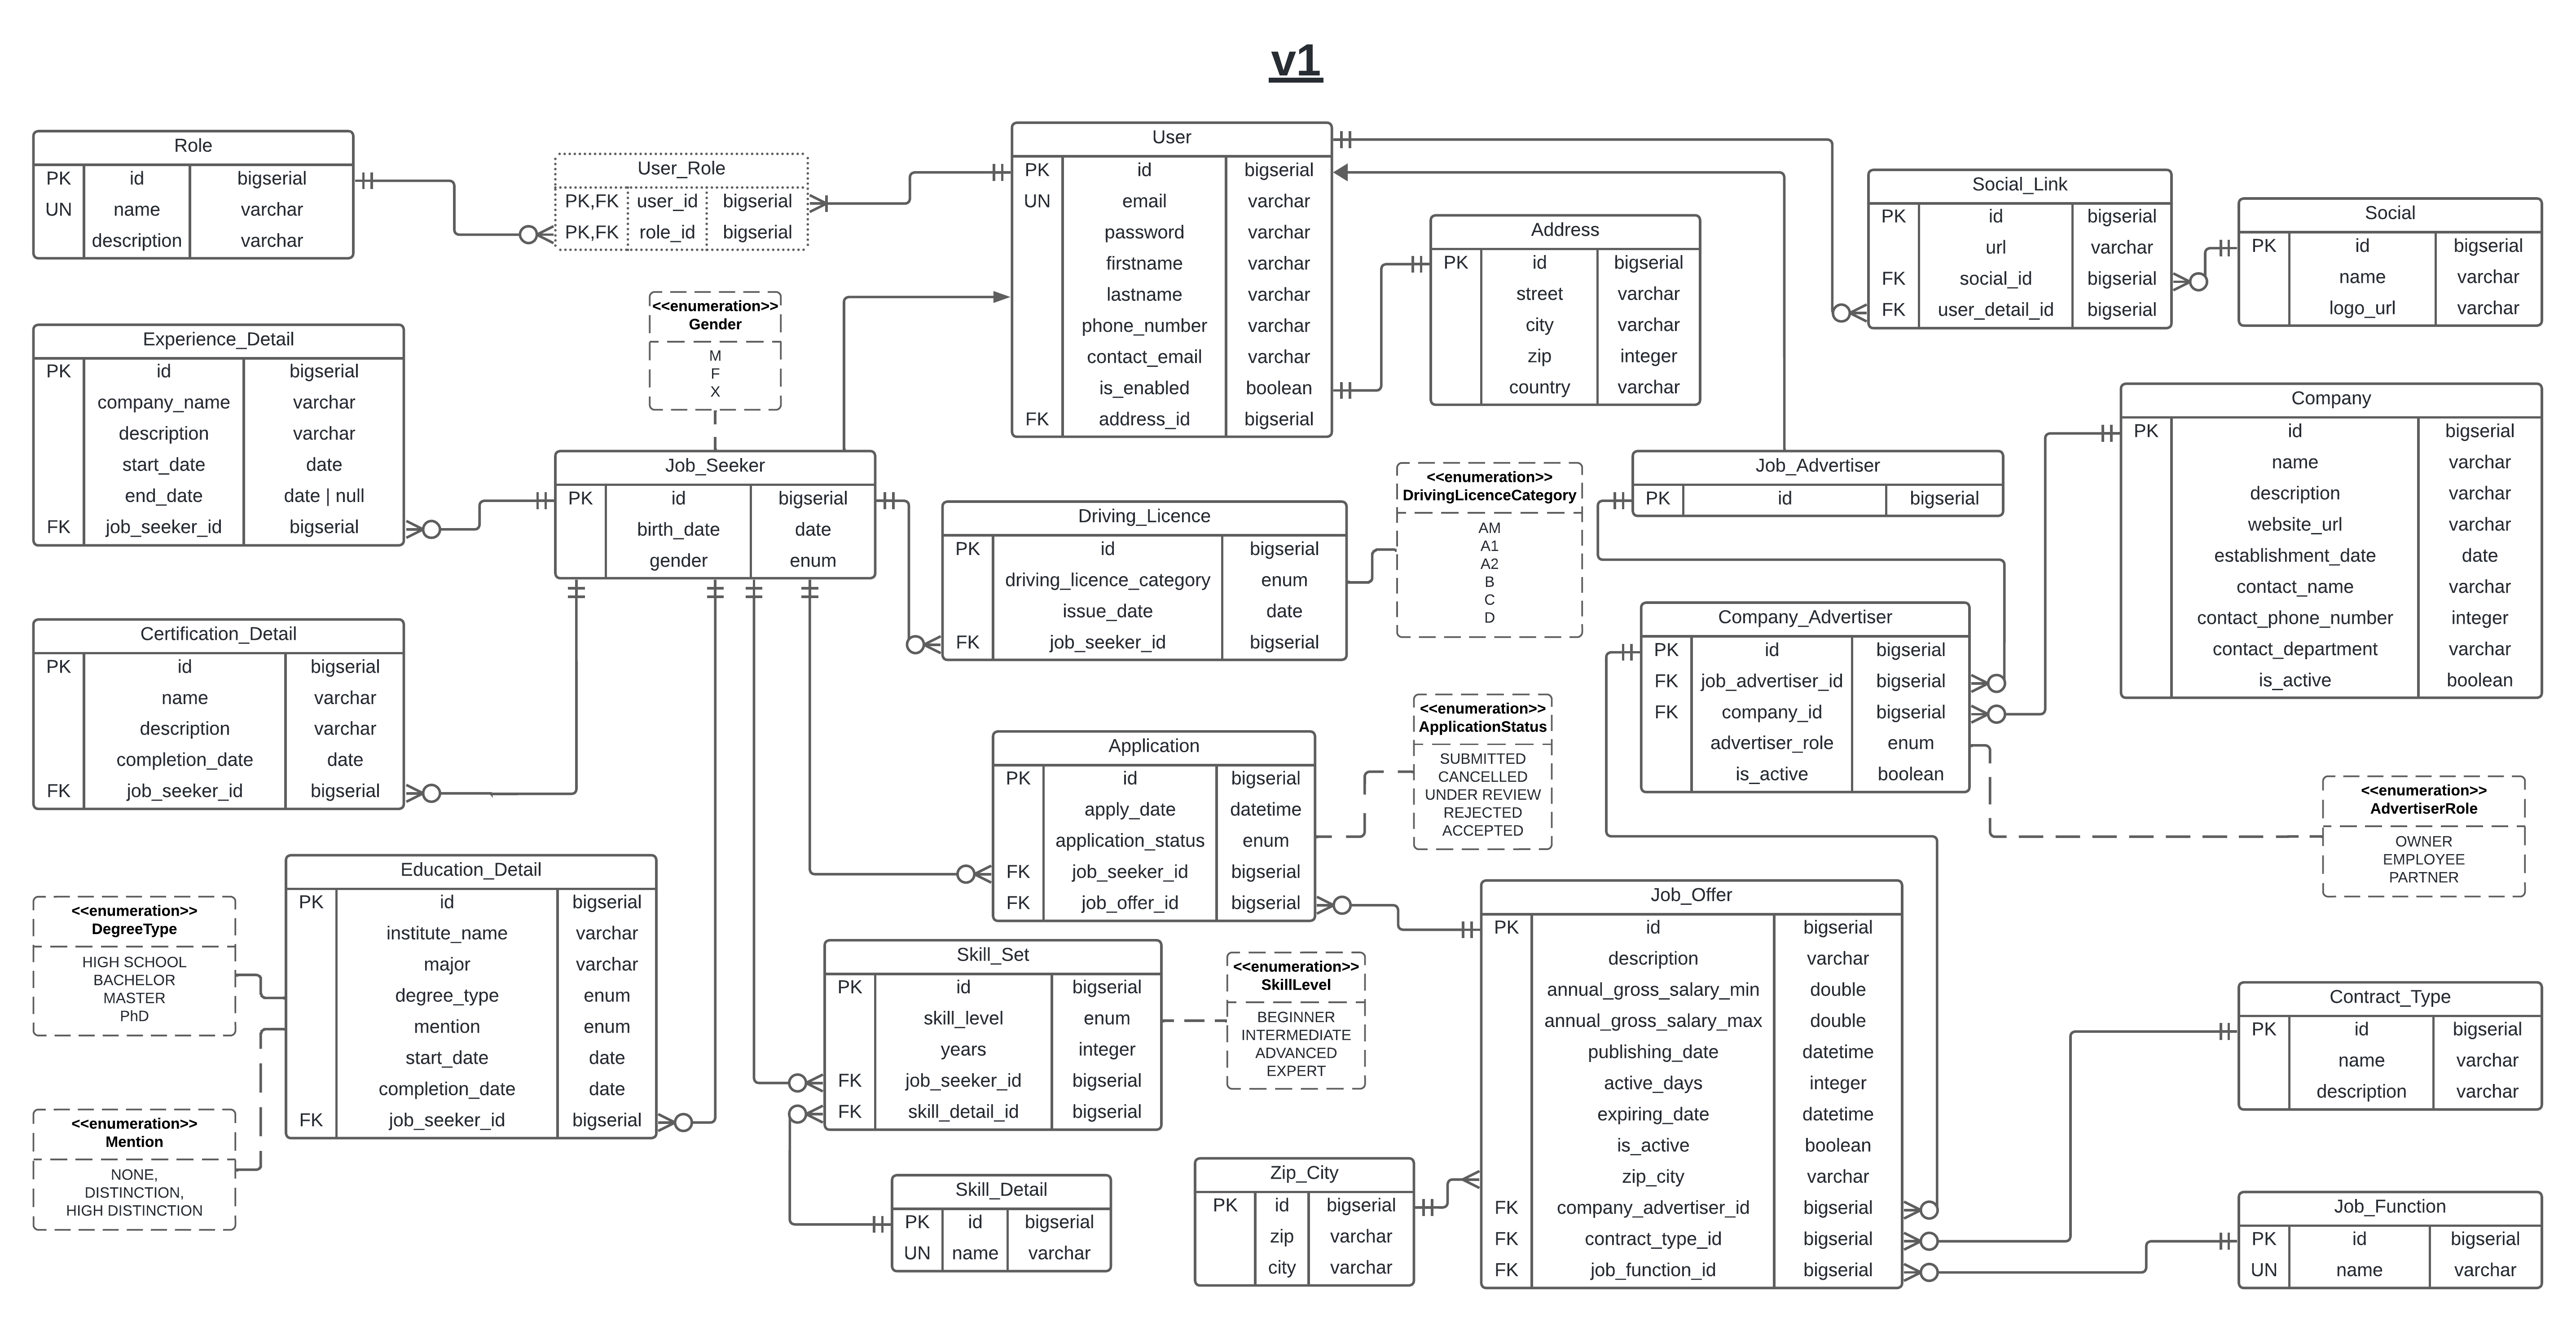 v1
Role
PK id bigserial
UN name varchar
description varchar
User_Role
PK,FK user_id bigserial
PK,FK role_id bigserial
User
PK id bigserial
UN email varchar
password varchar
firstname varchar
lastname varchar
phone_number varchar
contact_email varchar
is_enabled boolean
FK address_id bigserial
Address
PK id bigserial
street varchar
city varchar
zip integer
country varchar
Social_Link
PK id bigserial
url varchar
FK social_id bigserial
FK user_detail_id bigserial
Social
PK id bigserial
name varchar
logo_url varchar
<<enumeration>>
Gender
M
F
X
Experience_Detail
PK id bigserial
company_name varchar
description varchar
start_date date
end_date date | null
FK job_seeker_id bigserial
Job_Seeker
PK id bigserial
birth_date date
gender enum
Driving_Licence
PK id bigserial
driving_licence_category enum
issue_date date
FK job_seeker_id bigserial
<<enumeration>>
DrivingLicenceCategory
AM
A1
A2
B
C
D
Job_Advertiser
PK id bigserial
Company
PK id bigserial
name varchar
description varchar
website_url varchar
establishment_date date
contact_name varchar
contact_phone_number integer
contact_department varchar
is_active boolean
Company_Advertiser
PK id bigserial
FK job_advertiser_id bigserial
FK company_id bigserial
advertiser_role enum
is_active boolean
Certification_Detail
PK id bigserial
name varchar
description varchar
completion_date date
FK job_seeker_id bigserial
Application
PK id bigserial
apply_date datetime
application_status enum
FK job_seeker_id bigserial
FK job_offer_id bigserial
<<enumeration>>
ApplicationStatus
SUBMITTED
CANCELLED
UNDER REVIEW
REJECTED
ACCEPTED
<<enumeration>>
AdvertiserRole
OWNER
EMPLOYEE
PARTNER
<<enumeration>>
DegreeType
HIGH SCHOOL
BACHELOR
MASTER
PhD
Education_Detail
PK id bigserial
institute_name varchar
major varchar
degree_type enum
mention enum
start_date date
completion_date date
FK job_seeker_id bigserial
<<enumeration>>
Mention
NONE,
DISTINCTION,
HIGH DISTINCTION
Skill_Set
PK id bigserial
skill_level enum
years integer
FK job_seeker_id bigserial
FK skill_detail_id bigserial
<<enumeration>>
SkillLevel
BEGINNER
INTERMEDIATE
ADVANCED
EXPERT
Skill_Detail
PK id bigserial
UN name varchar
Zip_City
PK id bigserial
zip varchar
city varchar
Job_Offer
PK id bigserial
description varchar
annual_gross_salary_min double
annual_gross_salary_max double
publishing_date datetime
active_days integer
expiring_date datetime
is_active boolean
zip_city varchar
FK company_advertiser_id bigserial
FK contract_type_id bigserial
FK job_function_id bigserial
Contract_Type
PK id bigserial
name varchar
description varchar
Job_Function
PK id bigserial
UN name varchar